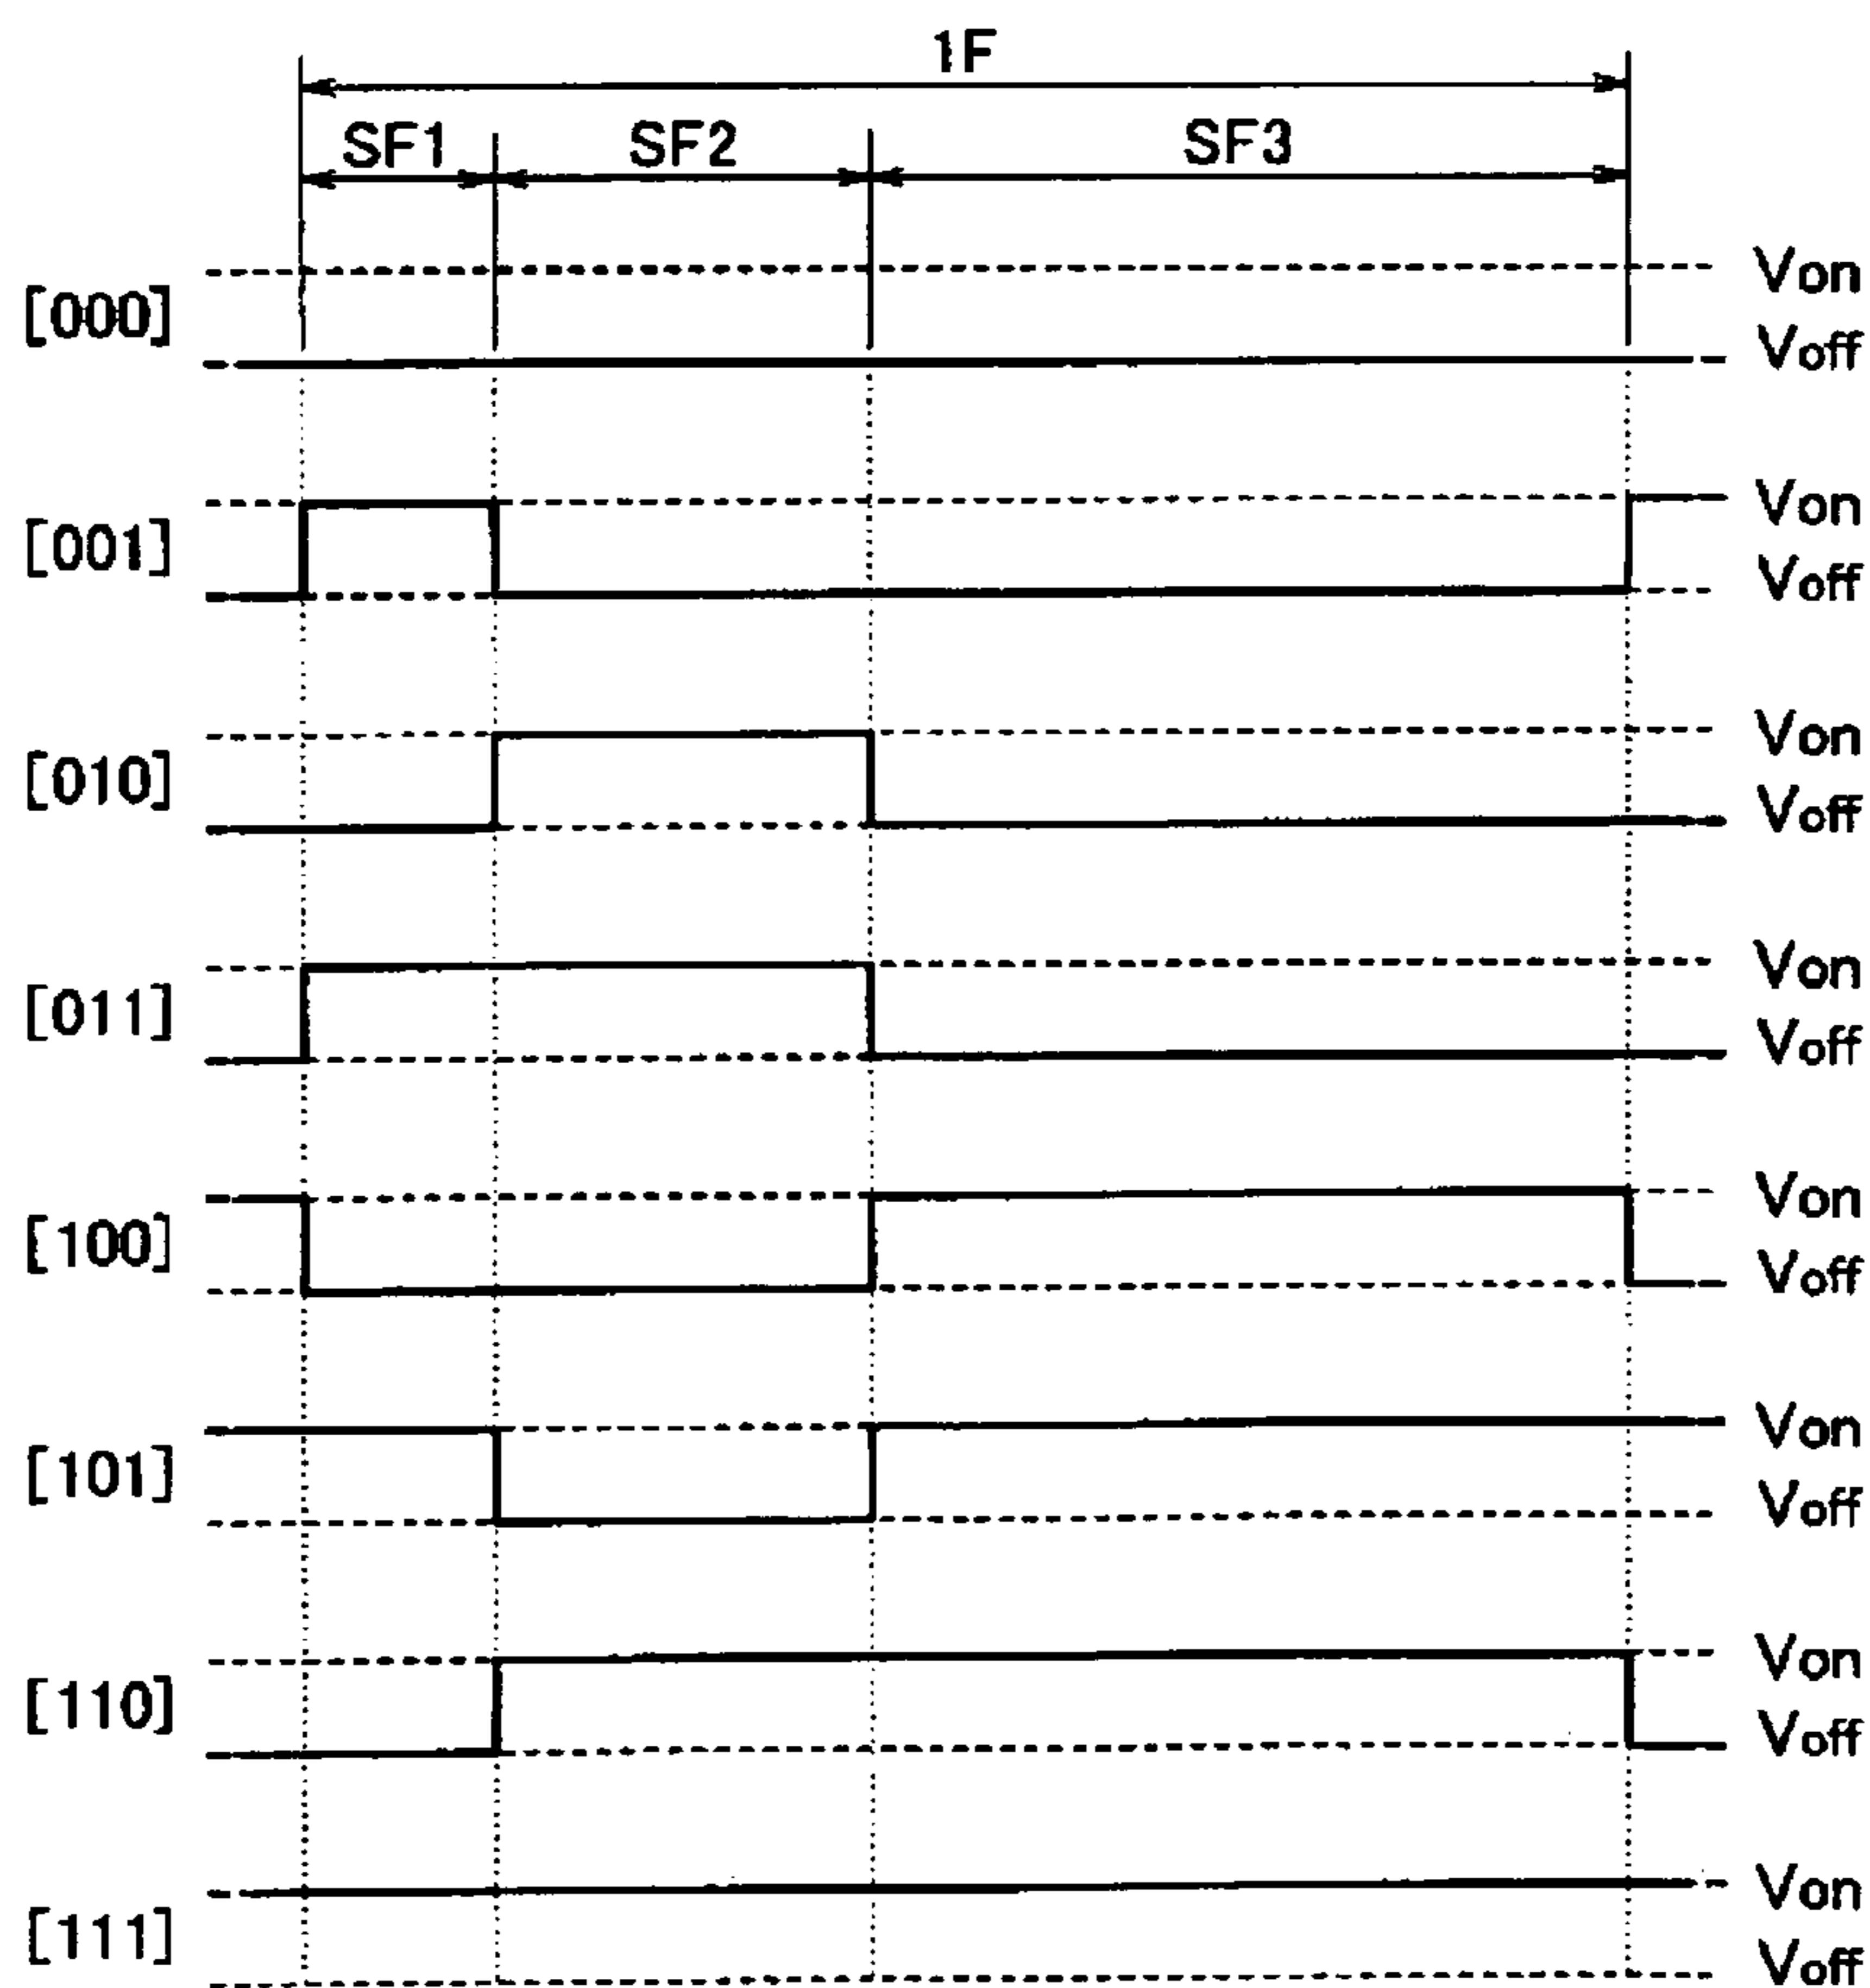 1F
SF1 SF2 SF3
[000] Von
Voff
[001] Von
Voff
[010] Von
Voff
[011] Von
Voff
[100] Von
Voff
[101] Von
Voff
[110] Von
Voff
[111] Von
Voff